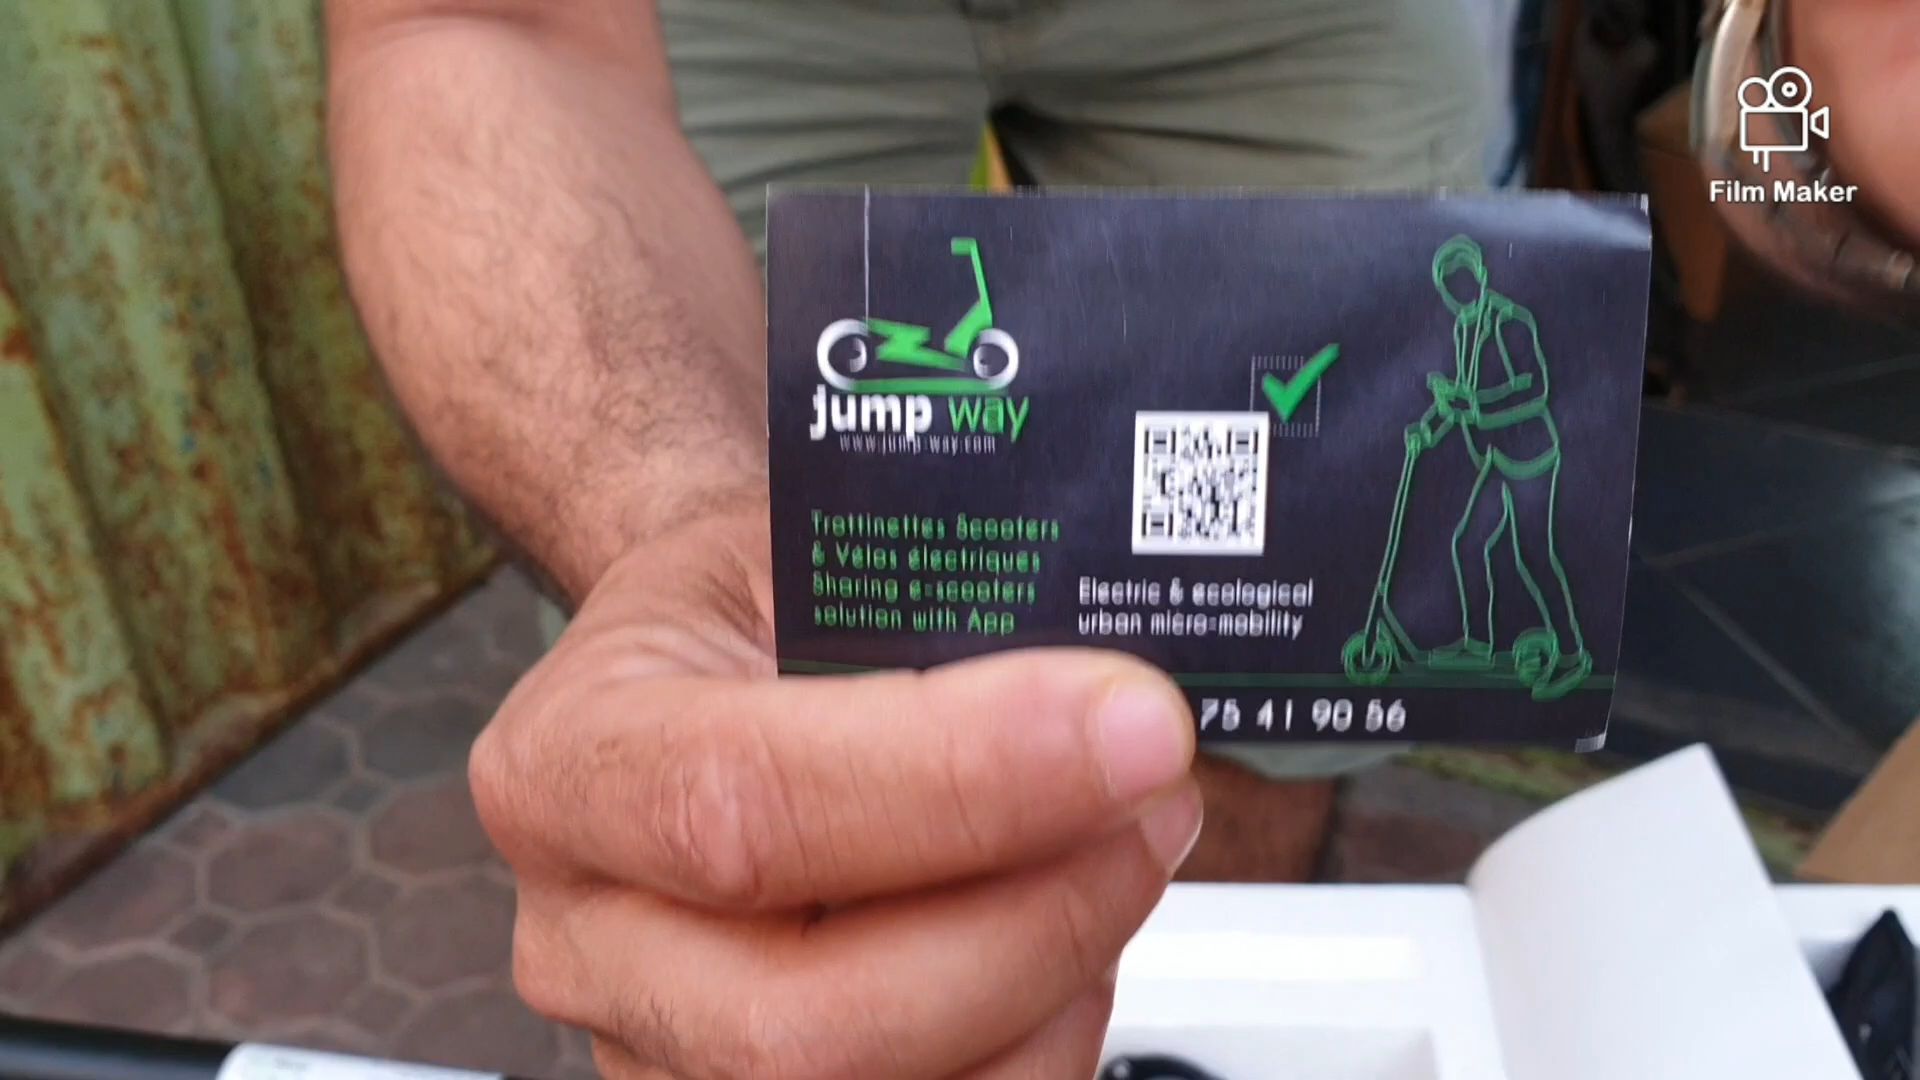 Film Maker
jump way
www.jump-way.com
Trottinettes Scooters
& Vélos électriques
Sharing e-scooters
solution with App
Electric & ecological
urban micro-mobility
75 41 90 56